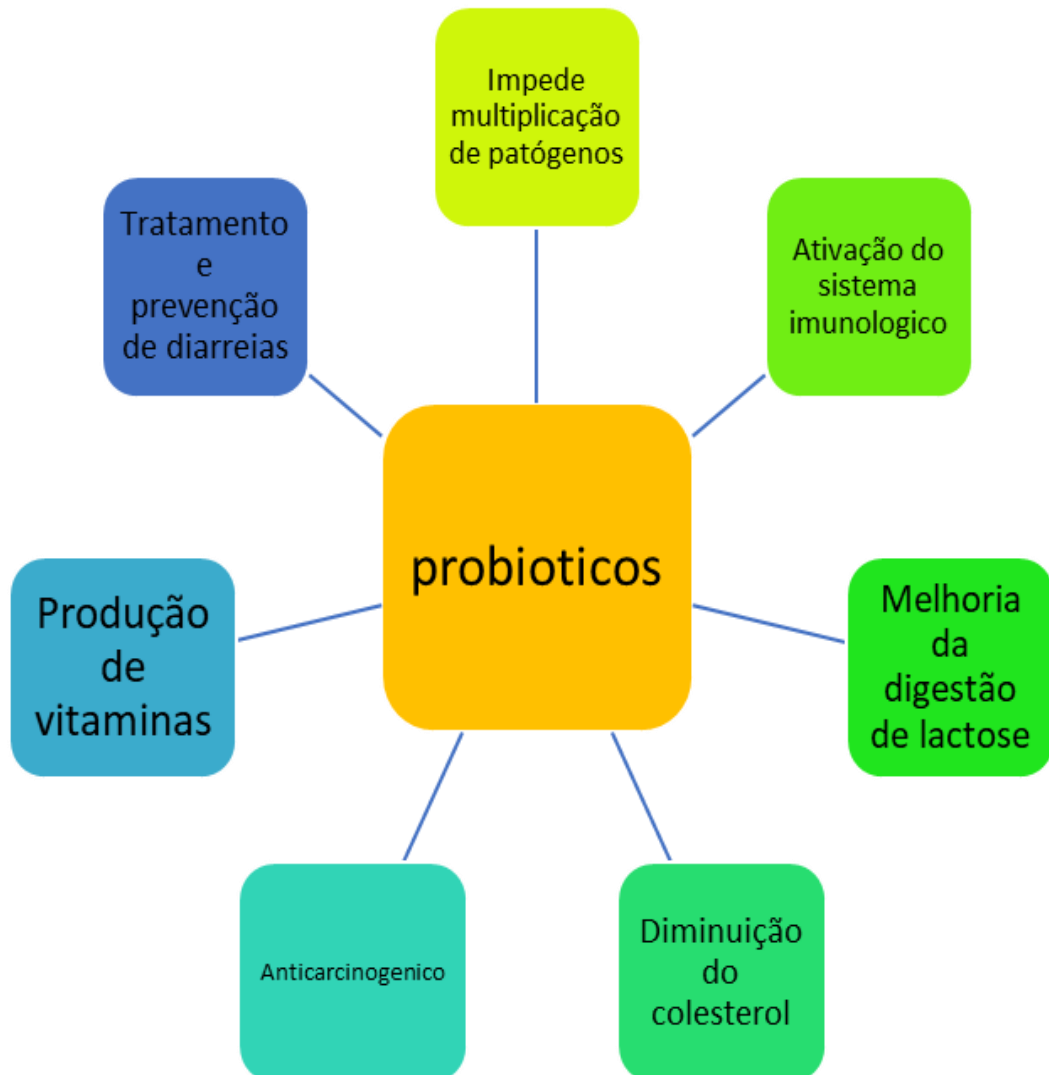 Impede
multiplicação
de patógenos
Ativação do
sistema
imunologico
Melhoria
da
digestão
de lactose
Diminuição
do
colesterol
Anticarcinogenico
Produção
de
vitaminas
Tratamento
e
prevenção
de diarreias
probioticos